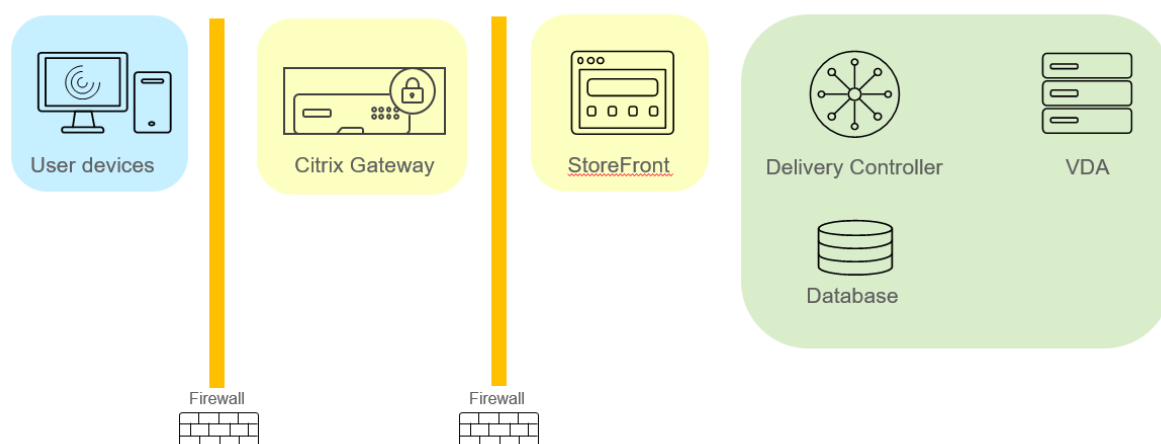 User devices
Citrix Gateway
StoreFront
Delivery Controller
VDA
Database
Firewall
Firewall